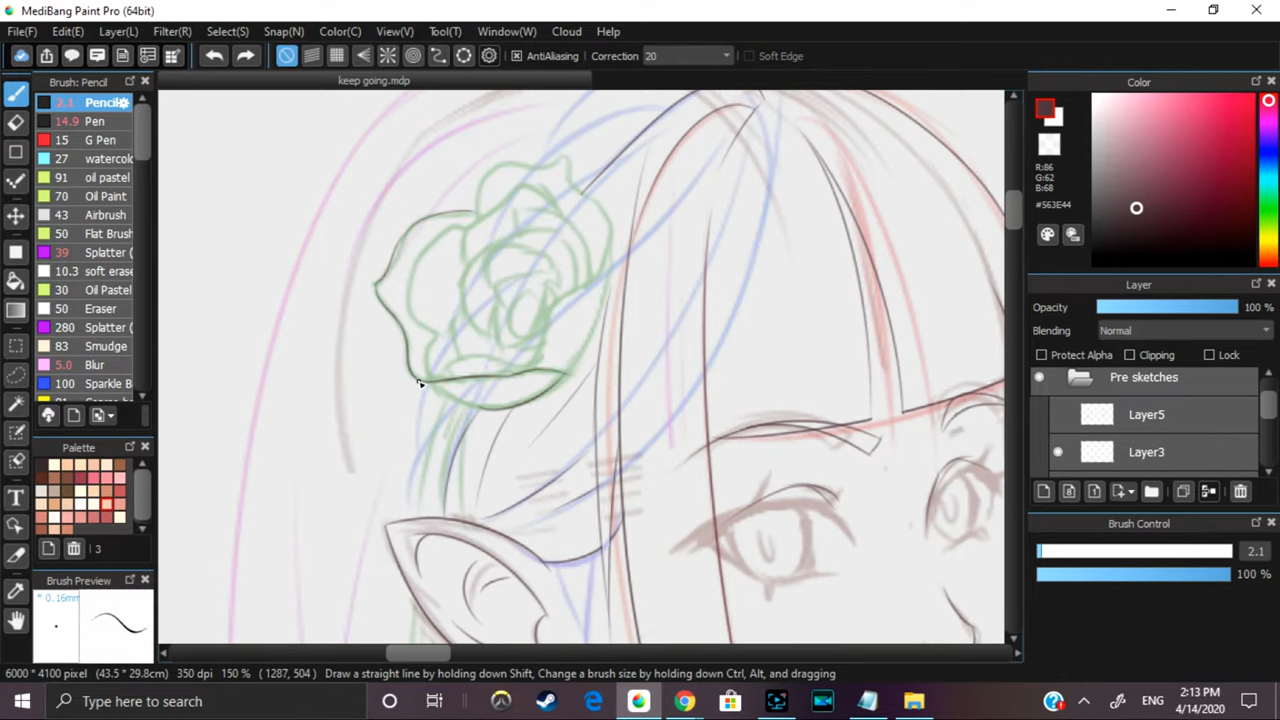 MediBang Paint Pro (64bit)
File(F) Edit(E) Layer(L) Filter(R) Select(S) Snap(N) Color(C) View(V) Tool(T) Window(W) Cloud Help
AntiAliasing Correction 20 Soft Edge
Brush: Pencil
keep going.mdp
Color
2.1 Pencil
14.9 Pen
15 G Pen
27 watercolo
91 oil pastel
70 Oil Paint
43 Airbrush
50 Flat Brush
39 Splatter (
10.3 soft erase
30 Oil Pastel
50 Eraser
280 Splatter (
83 Smudge
5.0 Blur
100 Sparkle B
R:86
G:62
B:68
#563E44
Layer
Opacity 100 %
Blending Normal
Protect Alpha Clipping Lock
Pre sketches
Layer5
Layer3
Palette
3
Brush Control
2.1
100 %
Brush Preview
* 0.16mm
6000 * 4100 pixel (43.5 * 29.8cm) 350 dpi 150 % ( 1287, 504 ) Draw a straight line by holding down Shift, Change a brush size by holding down Ctrl, Alt, and dragging
Type here to search
ENG
2:13 PM
4/14/2020